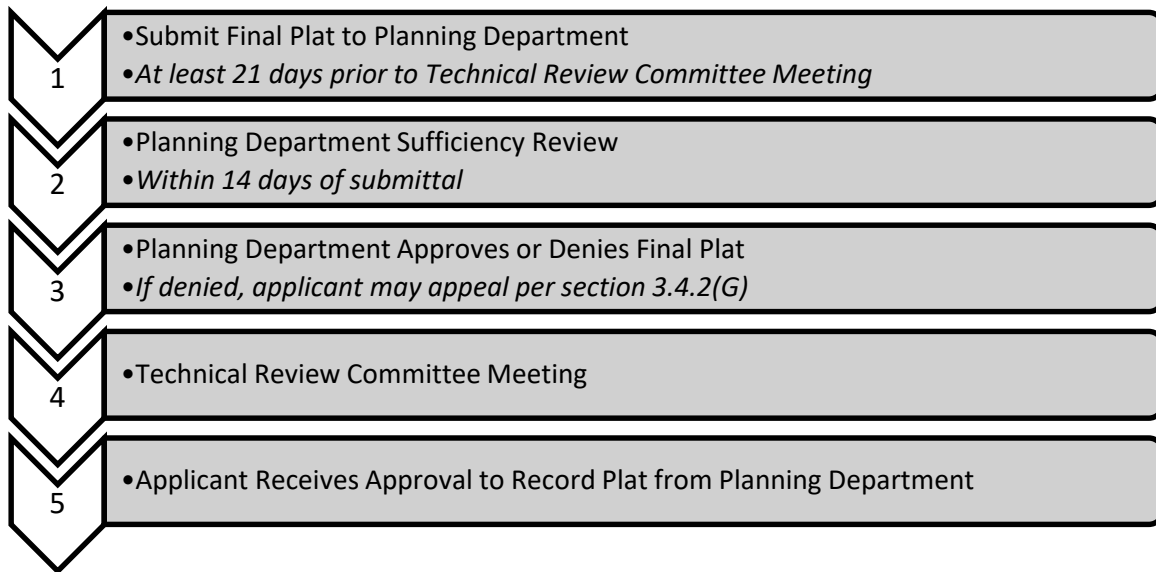 1
•Submit Final Plat to Planning Department
•At least 21 days prior to Technical Review Committee Meeting
2
•Planning Department Sufficiency Review
•Within 14 days of submittal
3
•Planning Department Approves or Denies Final Plat
•If denied, applicant may appeal per section 3.4.2(G)
4
•Technical Review Committee Meeting
5
•Applicant Receives Approval to Record Plat from Planning Department